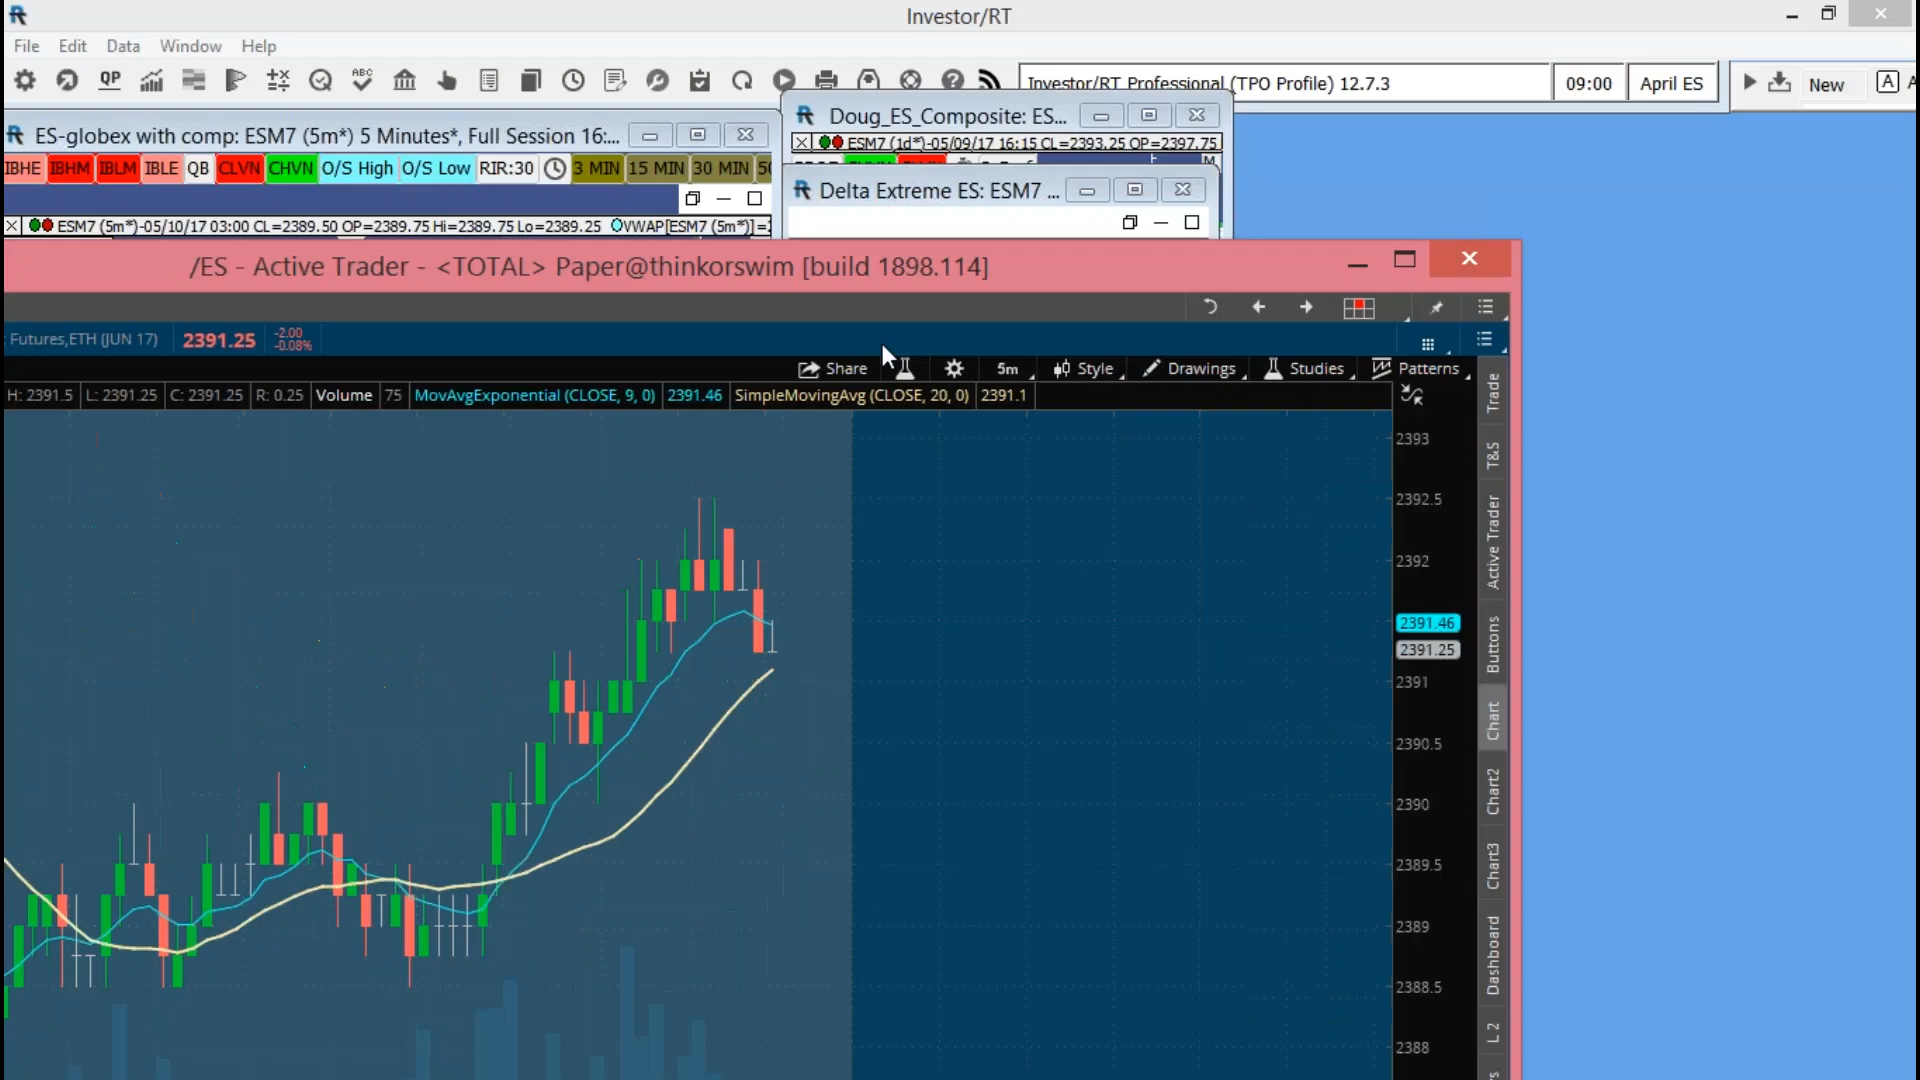 Investor/RT
File Edit Data Window Help
QP ABC Investor/RT Professional (TPO Profile) 12.7.3 09:00 April ES New A
Doug_ES_Composite: ES...
ES-globex with comp: ESM7 (5m*) 5 Minutes*, Full Session 16:...
ESM7 (1d*)-05/09/17 16:15 CL=2393.25 OP=2397.75
IBHE IBHM IBLM IBLE QB CLVN CHVN O/S High O/S Low RIR:30 3 MIN 15 MIN 30 MIN
Delta Extreme ES: ESM7 ...
ESM7 (5m*)-05/10/17 03:00 CL=2389.50 OP=2389.75 Hi=2389.75 Lo=2389.25 VWAP[ESM7 (5m*)]=
/ES - Active Trader - <TOTAL> Paper@thinkorswim [build 1898.114]
: Futures,ETH (JUN 17) 2391.25 -2.00
-0.08%
Share 5m Style Drawings Studies Patterns
H: 2391.5 L: 2391.25 C: 2391.25 R: 0.25 Volume 75 MovAvgExponential (CLOSE, 9, 0) 2391.46 SimpleMovingAvg (CLOSE, 20, 0) 2391.1
2393
2392.5
2392
2391.46
2391.25
2391
2390.5
2390
2389.5
2389
2388.5
2388
Trade
T&S
Active Trader
Buttons
Chart
Chart2
Chart3
Dashboard
L 2